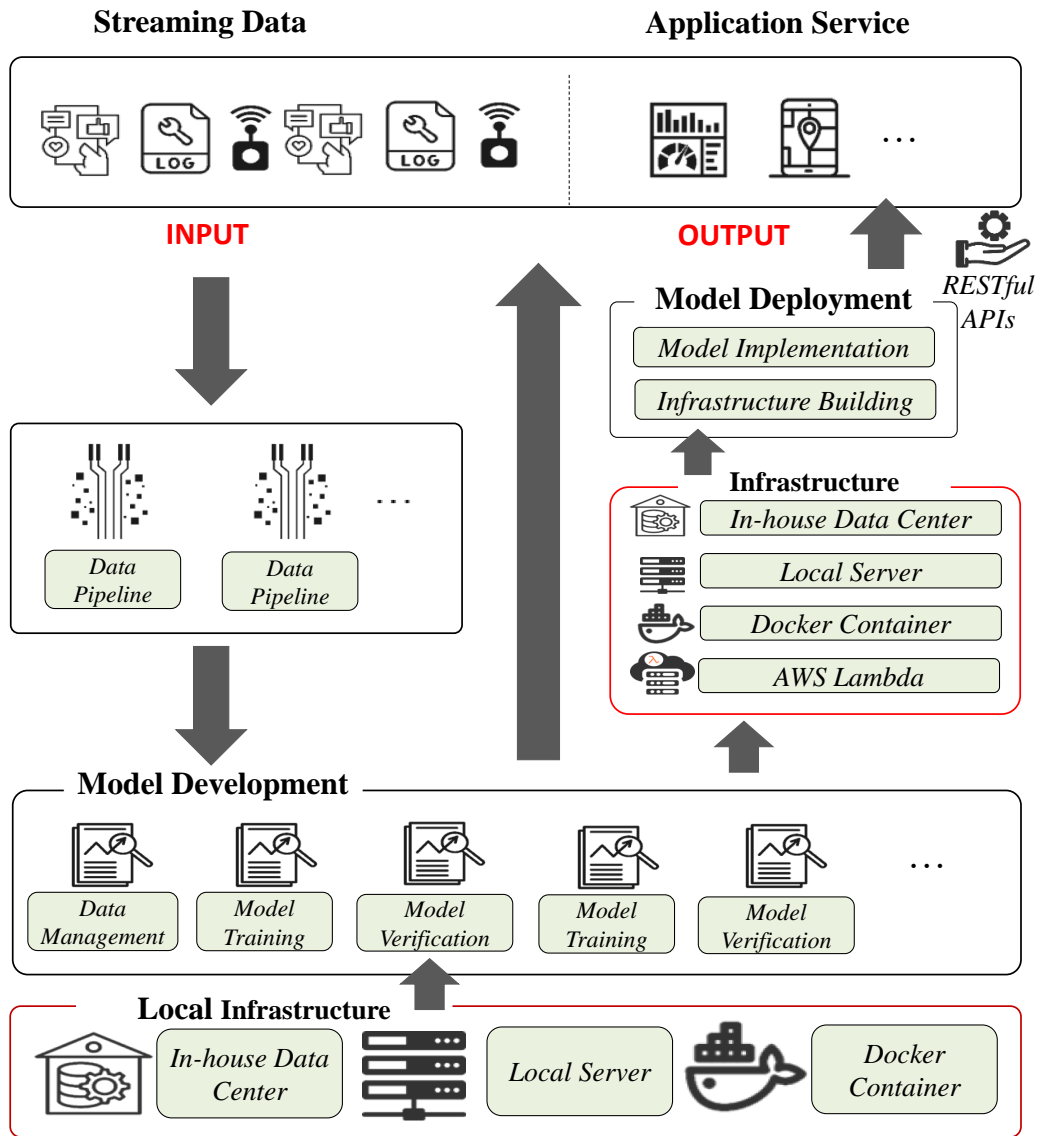 Streaming Data
Application Service
LOG
LOG
...
INPUT
OUTPUT
RESTful
APIs
Model Deployment
Model Implementation
Infrastructure Building
...
Data
Pipeline
Data
Pipeline
Infrastructure
In-house Data Center
Local Server
Docker Container
AWS Lambda
λ
Model Development
...
Data
Management
Model
Training
Model
Verification
Model
Training
Model
Verification
Local Infrastructure
In-house Data
Center
Local Server
Docker
Container